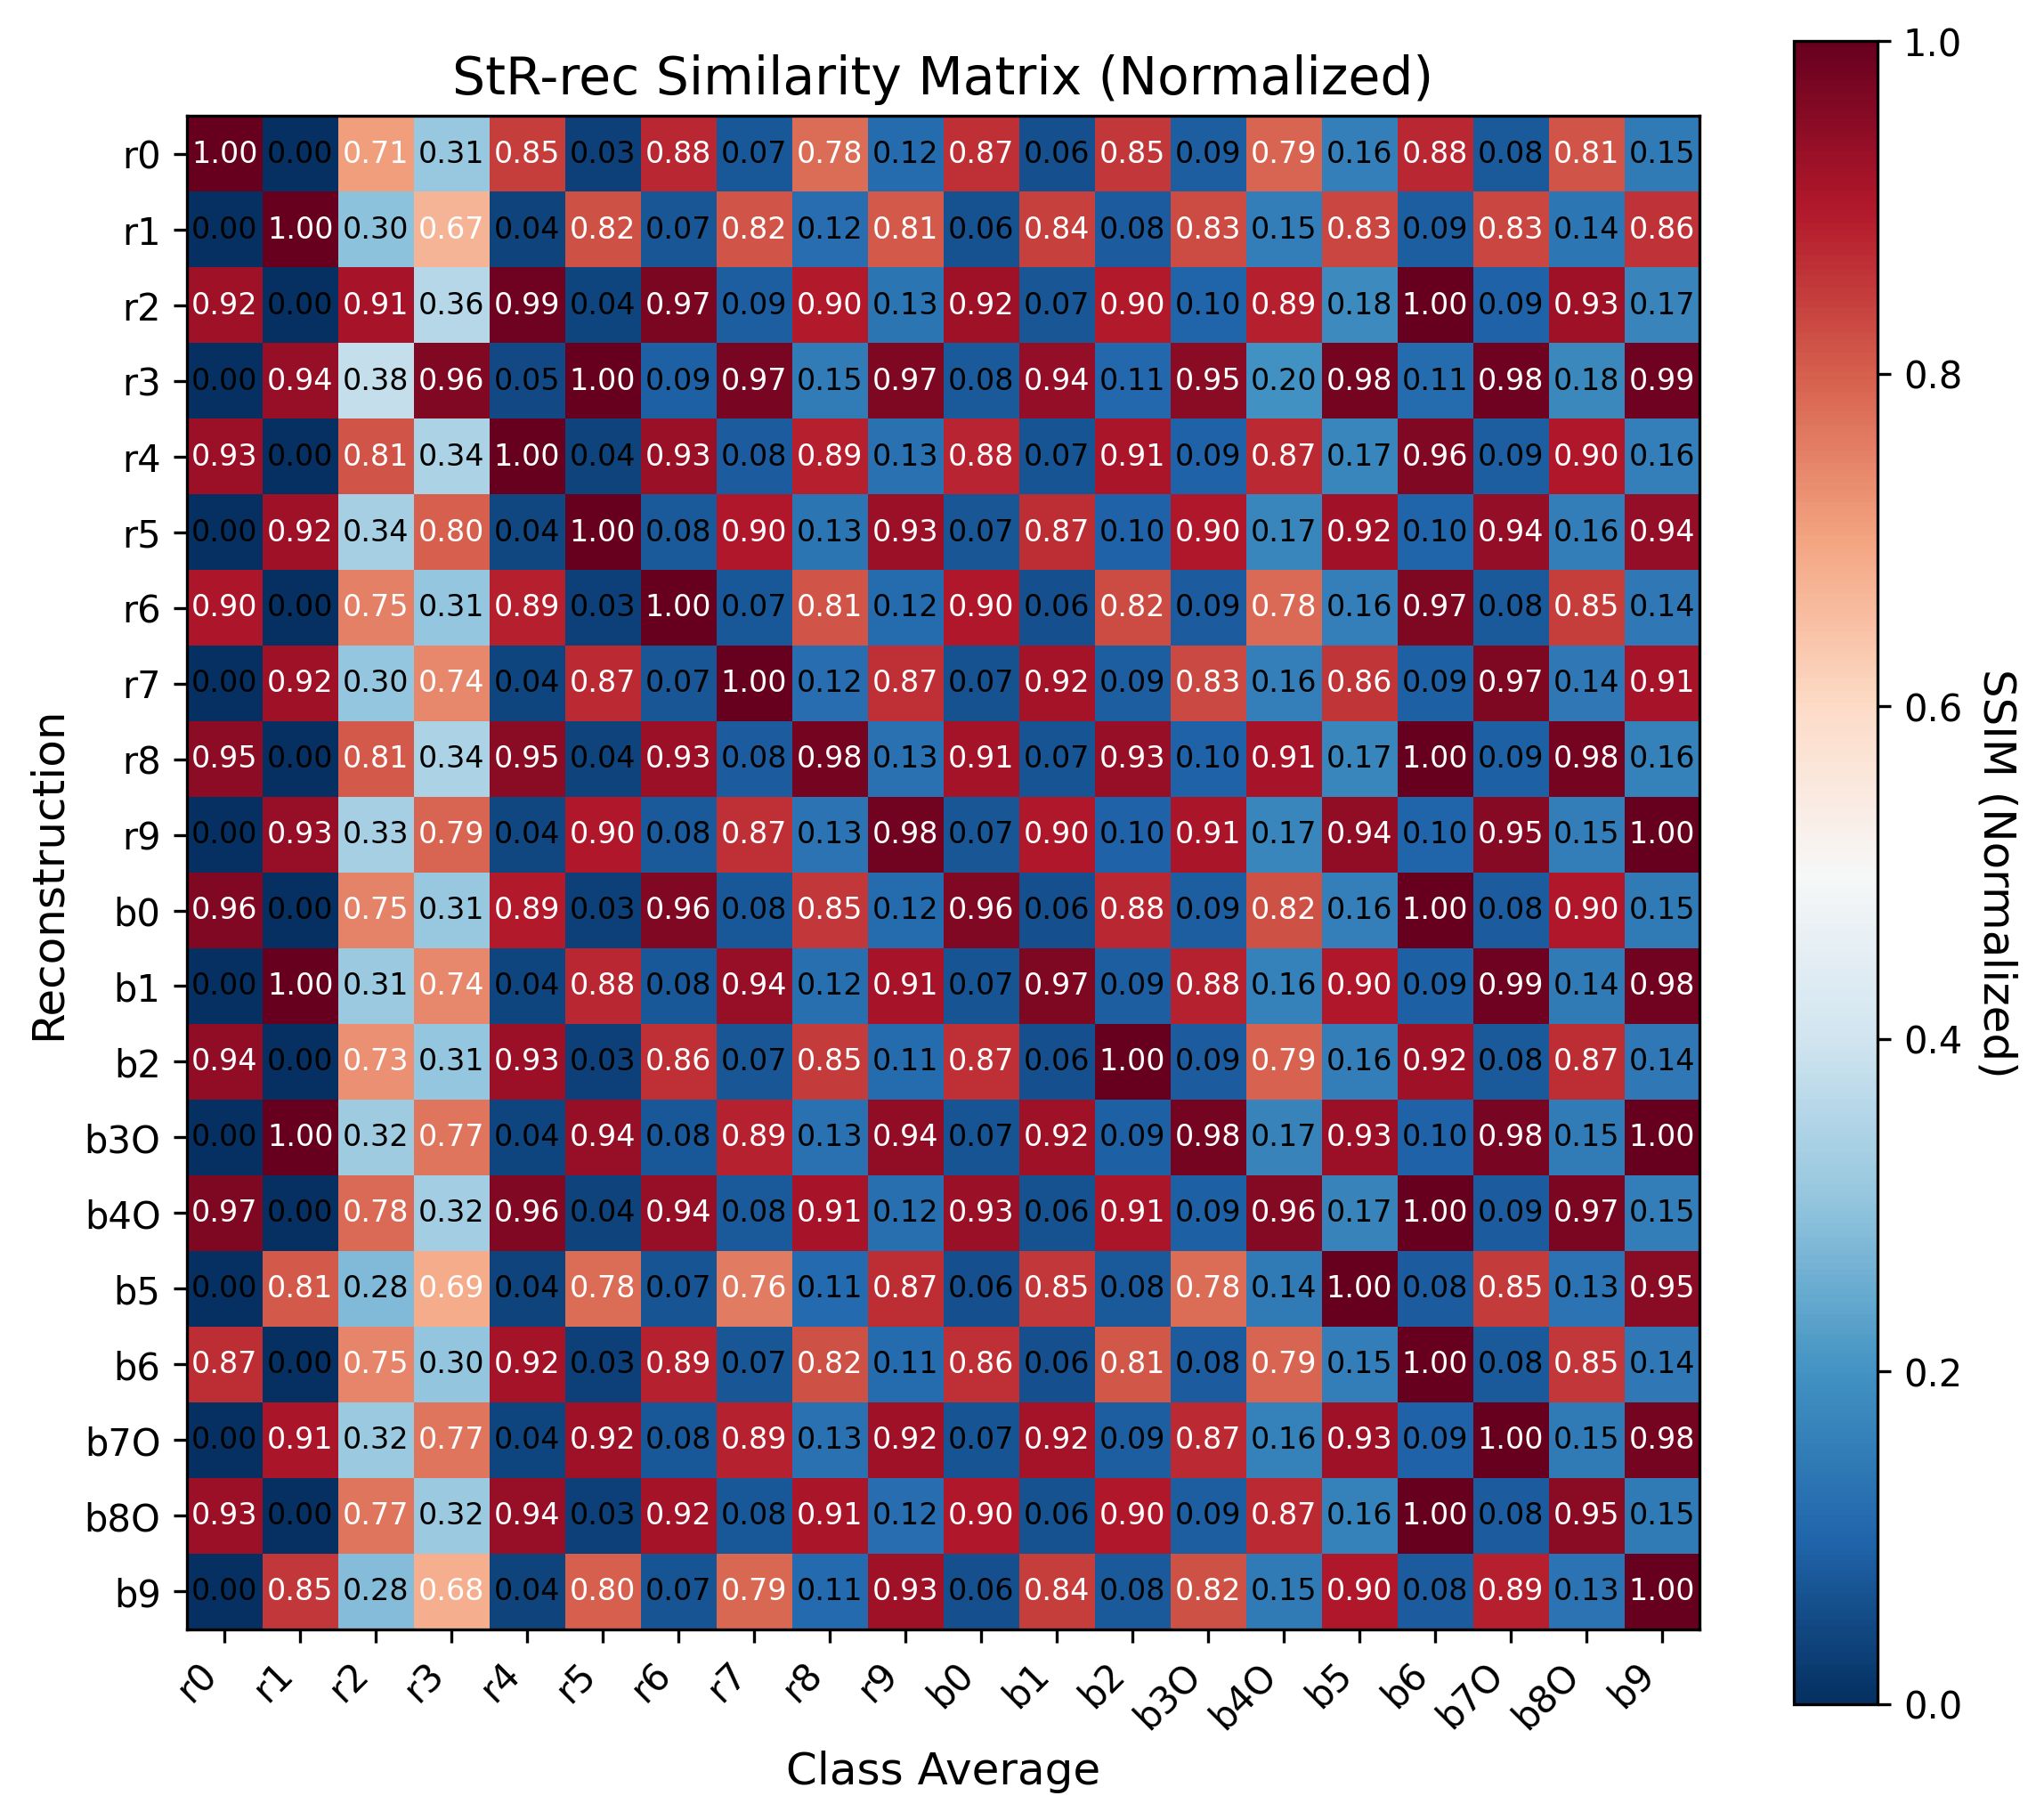 StR-rec Similarity Matrix (Normalized)
r0 1.00 0.00 0.71 0.31 0.85 0.03 0.88 0.07 0.78 0.12 0.87 0.06 0.85 0.09 0.79 0.16 0.88 0.08 0.81 0.15
r1 0.00 1.00 0.30 0.67 0.04 0.82 0.07 0.82 0.12 0.81 0.06 0.84 0.08 0.83 0.15 0.83 0.09 0.83 0.14 0.86
r2 0.92 0.00 0.91 0.36 0.99 0.04 0.97 0.09 0.90 0.13 0.92 0.07 0.90 0.10 0.89 0.18 1.00 0.09 0.93 0.17
r3 0.00 0.94 0.38 0.96 0.05 1.00 0.09 0.97 0.15 0.97 0.08 0.94 0.11 0.95 0.20 0.98 0.11 0.98 0.18 0.99
r4 0.93 0.00 0.81 0.34 1.00 0.04 0.93 0.08 0.89 0.13 0.88 0.07 0.91 0.09 0.87 0.17 0.96 0.09 0.90 0.16
r5 0.00 0.92 0.34 0.80 0.04 1.00 0.08 0.90 0.13 0.93 0.07 0.87 0.10 0.90 0.17 0.92 0.10 0.94 0.16 0.94
r6 0.90 0.00 0.75 0.31 0.89 0.03 1.00 0.07 0.81 0.12 0.90 0.06 0.82 0.09 0.78 0.16 0.97 0.08 0.85 0.14
r7 0.00 0.92 0.30 0.74 0.04 0.87 0.07 1.00 0.12 0.87 0.07 0.92 0.09 0.83 0.16 0.86 0.09 0.97 0.14 0.91
r8 0.95 0.00 0.81 0.34 0.95 0.04 0.93 0.08 0.98 0.13 0.91 0.07 0.93 0.10 0.91 0.17 1.00 0.09 0.98 0.16
r9 0.00 0.93 0.33 0.79 0.04 0.90 0.08 0.87 0.13 0.98 0.07 0.90 0.10 0.91 0.17 0.94 0.10 0.95 0.15 1.00
b0 0.96 0.00 0.75 0.31 0.89 0.03 0.96 0.08 0.85 0.12 0.96 0.06 0.88 0.09 0.82 0.16 1.00 0.08 0.90 0.15
b1 0.00 1.00 0.31 0.74 0.04 0.88 0.08 0.94 0.12 0.91 0.07 0.97 0.09 0.88 0.16 0.90 0.09 0.99 0.14 0.98
b2 0.94 0.00 0.73 0.31 0.93 0.03 0.86 0.07 0.85 0.11 0.87 0.06 1.00 0.09 0.79 0.16 0.92 0.08 0.87 0.14
b3O 0.00 1.00 0.32 0.77 0.04 0.94 0.08 0.89 0.13 0.94 0.07 0.92 0.09 0.98 0.17 0.93 0.10 0.98 0.15 1.00
b4O 0.97 0.00 0.78 0.32 0.96 0.04 0.94 0.08 0.91 0.12 0.93 0.06 0.91 0.09 0.96 0.17 1.00 0.09 0.97 0.15
b5 0.00 0.81 0.28 0.69 0.04 0.78 0.07 0.76 0.11 0.87 0.06 0.85 0.08 0.78 0.14 1.00 0.08 0.85 0.13 0.95
b6 0.87 0.00 0.75 0.30 0.92 0.03 0.89 0.07 0.82 0.11 0.86 0.06 0.81 0.08 0.79 0.15 1.00 0.08 0.85 0.14
b7O 0.00 0.91 0.32 0.77 0.04 0.92 0.08 0.89 0.13 0.92 0.07 0.92 0.09 0.87 0.16 0.93 0.09 1.00 0.15 0.98
b8O 0.93 0.00 0.77 0.32 0.94 0.03 0.92 0.08 0.91 0.12 0.90 0.06 0.90 0.09 0.87 0.16 1.00 0.08 0.95 0.15
b9 0.00 0.85 0.28 0.68 0.04 0.80 0.07 0.79 0.11 0.93 0.06 0.84 0.08 0.82 0.15 0.90 0.08 0.89 0.13 1.00
r0 r1 r2 r3 r4 r5 r6 r7 r8 r9 b0 b1 b2 b3O b4O b5 b6 b7O b8O b9
Class Average
Reconstruction
1.0
0.8
0.6
0.4
0.2
0.0
SSIM (Normalized)